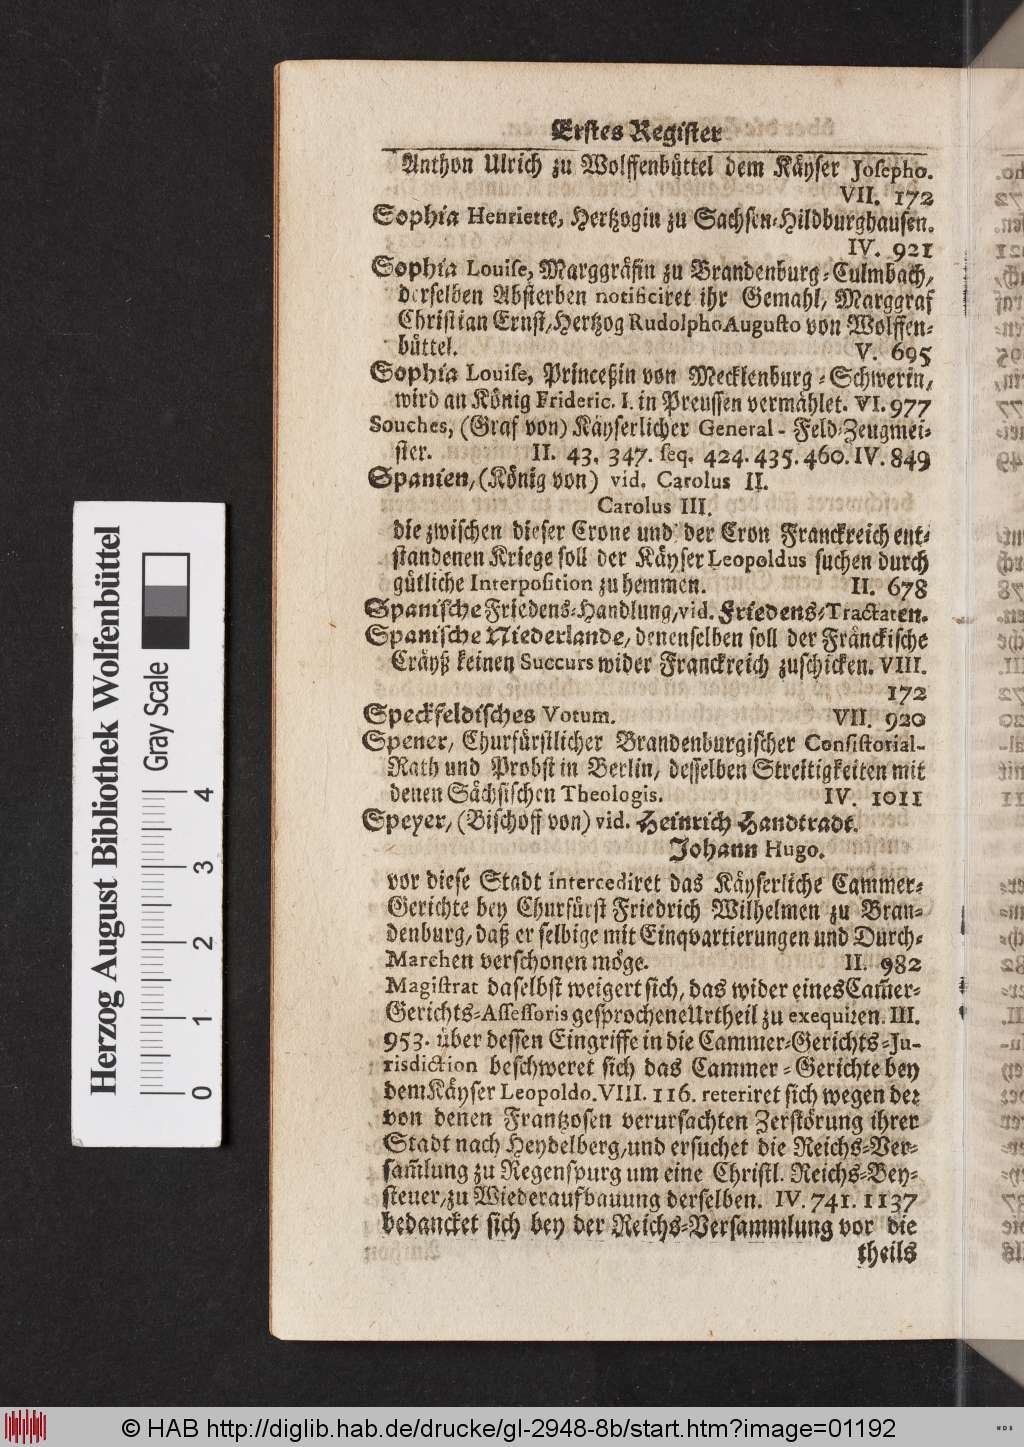 Erstes Register
Anthon Ulrich zu Wolffenbüttel dem Käyser Josepho.
VII. 172
Sophia Henriette, Hertzogin zu Sachsen-Hildburghausen.
IV. 921
Sophia Louise, Marggräfin zu Brandenburg-Culmbach,
derselben Absterben notificiret ihr Gemahl, Marggraf
Christian Ernst, Hertzog Rudolpho Augusto von Wolffen-
büttel. V. 695
Sophia Louise, Princeßin von Mecklenburg-Schwerin,
wird an König Frideric. I. in Preussen vermählet. VI. 977
Souches, (Graf von) Käyserlicher General-Feld-Zeugmei-
ster. II. 43. 347. seq. 424. 435. 460. IV. 849
Spanien, (König von) vid. Carolus II.
Carolus III.
die zwischen dieser Crone und der Cron Franckreich ent-
standenen Kriege soll der Käyser Leopoldus suchen durch
gütliche Interposition zu hemmen. II. 678
Spanische Friedens-Handlung, vid. Friedens-Tractaten.
Spanische Niederlande, denenselben soll der Fränckische
Cräyß keinen Succurs wider Franckreich zuschicken. VIII.
172
Speckfeldisches Votum. VII. 920
Spener, Churfürstlicher Brandenburgischer Consistorial-
Rath und Probst in Berlin, desselben Streitigkeiten mit
denen Sächsischen Theologis. IV. 1011
Speyer, (Bischoff von) vid. Heinrich Handtradt.
Johann Hugo.
vor diese Stadt intercediret das Käyserliche Cammer-
Gerichte bey Churfürst Friedrich Wilhelmen zu Bran-
denburg, daß er selbige mit Einqvartierungen und Durch-
Marchen verschonen möge. II. 982
Magistrat daselbst weigert sich, das wider eines Cam̃er-
Gerichts-Assessoris gesprochene Urtheil zu exequiren. III.
953. über dessen Eingriffe in die Cammer-Gerichts-Ju-
risdiction beschweret sich das Cammer-Gerichte bey
dem Käyser Leopoldo. VIII. 116. reteriret sich wegen der
von denen Frantzosen verursachten Zerstörung ihrer
Stadt nach Heydelberg, und ersuchet die Reichs-Ver-
sam̃lung zu Regenspurg um eine Christl. Reichs-Bey-
steuer, zu Wiederaufbauung derselben. IV. 741. 1137
bedancket sich bey der Reichs-Versammlung vor die
theils
Herzog August Bibliothek Wolfenbüttel
Gray Scale
0 1 2 3 4
© HAB http://diglib.hab.de/drucke/gl-2948-8b/start.htm?image=01192